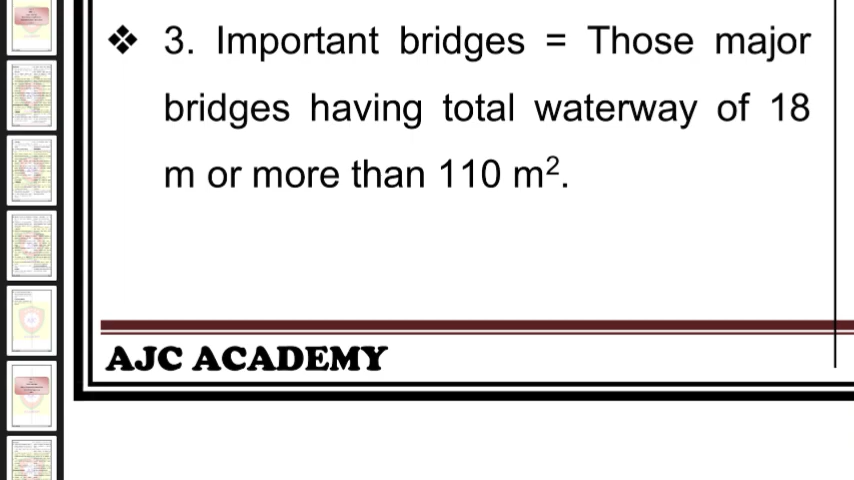 ❖ 3. Important bridges = Those major
bridges having total waterway of 18
m or more than 110 m².
AJC ACADEMY